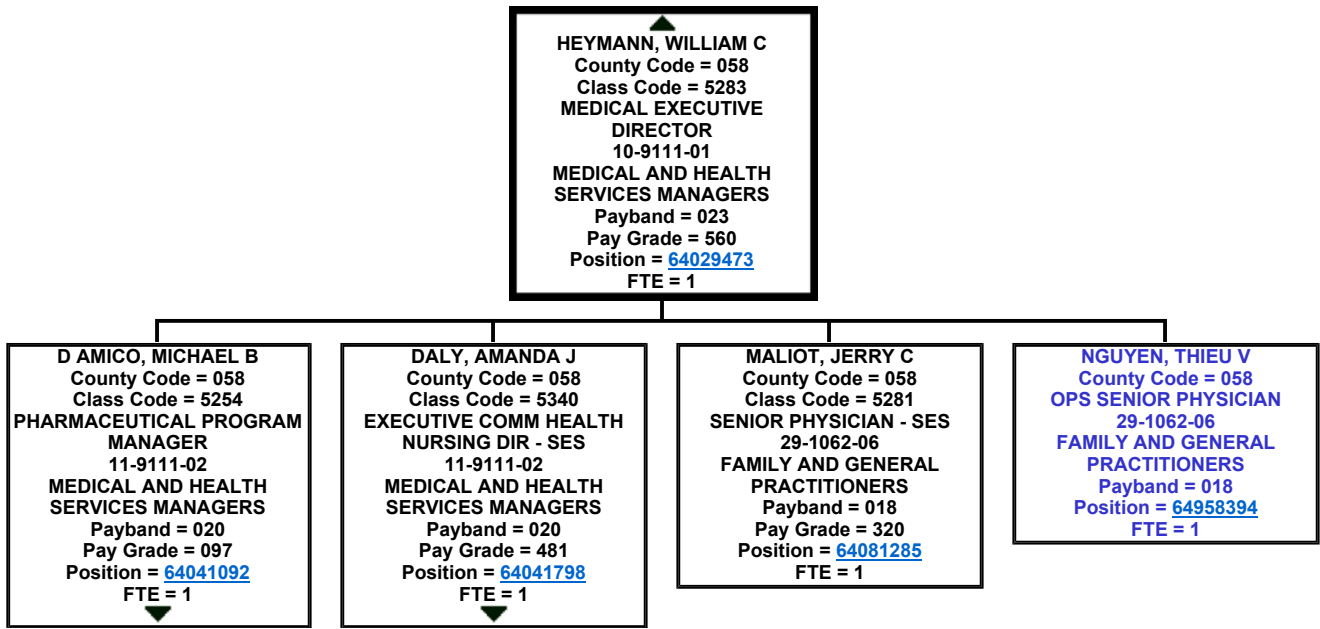 HEYMANN, WILLIAM C
County Code = 058
Class Code = 5283
MEDICAL EXECUTIVE
DIRECTOR
10-9111-01
MEDICAL AND HEALTH
SERVICES MANAGERS
Payband = 023
Pay Grade = 560
Position = 64029473
FTE = 1
D AMICO, MICHAEL B
County Code = 058
Class Code = 5254
PHARMACEUTICAL PROGRAM
MANAGER
11-9111-02
MEDICAL AND HEALTH
SERVICES MANAGERS
Payband = 020
Pay Grade = 097
Position = 64041092
FTE = 1
DALY, AMANDA J
County Code = 058
Class Code = 5340
EXECUTIVE COMM HEALTH
NURSING DIR - SES
11-9111-02
MEDICAL AND HEALTH
SERVICES MANAGERS
Payband = 020
Pay Grade = 481
Position = 64041798
FTE = 1
MALIOT, JERRY C
County Code = 058
Class Code = 5281
SENIOR PHYSICIAN - SES
29-1062-06
FAMILY AND GENERAL
PRACTITIONERS
Payband = 018
Pay Grade = 320
Position = 64081285
FTE = 1
NGUYEN, THIEU V
County Code = 058
OPS SENIOR PHYSICIAN
29-1062-06
FAMILY AND GENERAL
PRACTITIONERS
Payband = 018
Position = 64958394
FTE = 1